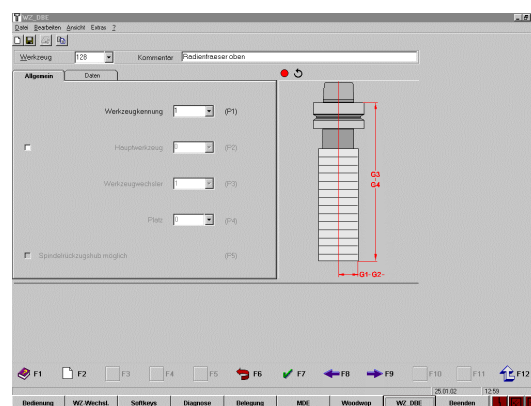 WZ_DBE
Datei Bearbeiten Ansicht Extras ?
Werkzeug 128 Kommentar Radienfraeser oben
Allgemein Daten
Werkzeugkennung 1 (P1)
Hauptwerkzeug 0 (P2)
Werkzeugwechsler 1 (P3)
Platz 0 (P4)
Spindelrückzugshub möglich (P5)
G3
G4
G1- G2-
F1 F2 F3 F4 F5 F6 F7 F8 F9 F10 F11 F12
25.01.02 12:59
Bedienung WZ-Wechsl. Softkeys Diagnose Belegung MDE Woodwop WZ_DBE Beenden